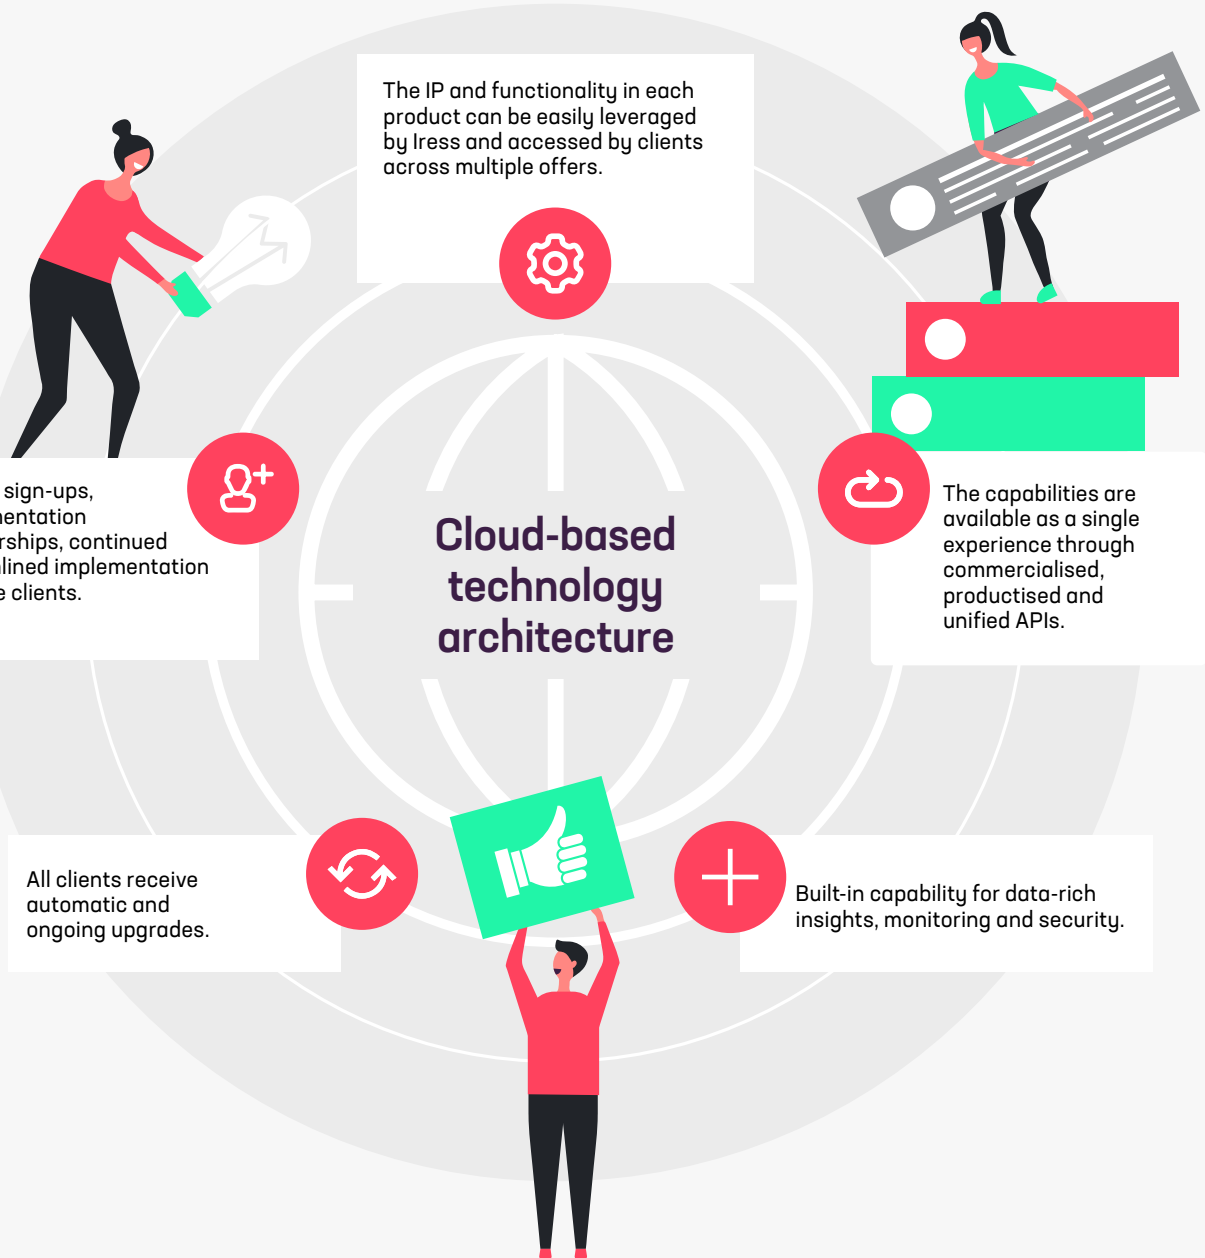 The IP and functionality in each
product can be easily leveraged
by Iress and accessed by clients
across multiple offers.
sign-ups,
rships, continued
lined implementation
clients.
Cloud-based
technology
architecture
The capabilities are
available as a single
experience through
commercialised,
productised and
unified APIs.
All clients receive
automatic and
ongoing upgrades.
Built-in capability for data-rich
insights, monitoring and security.